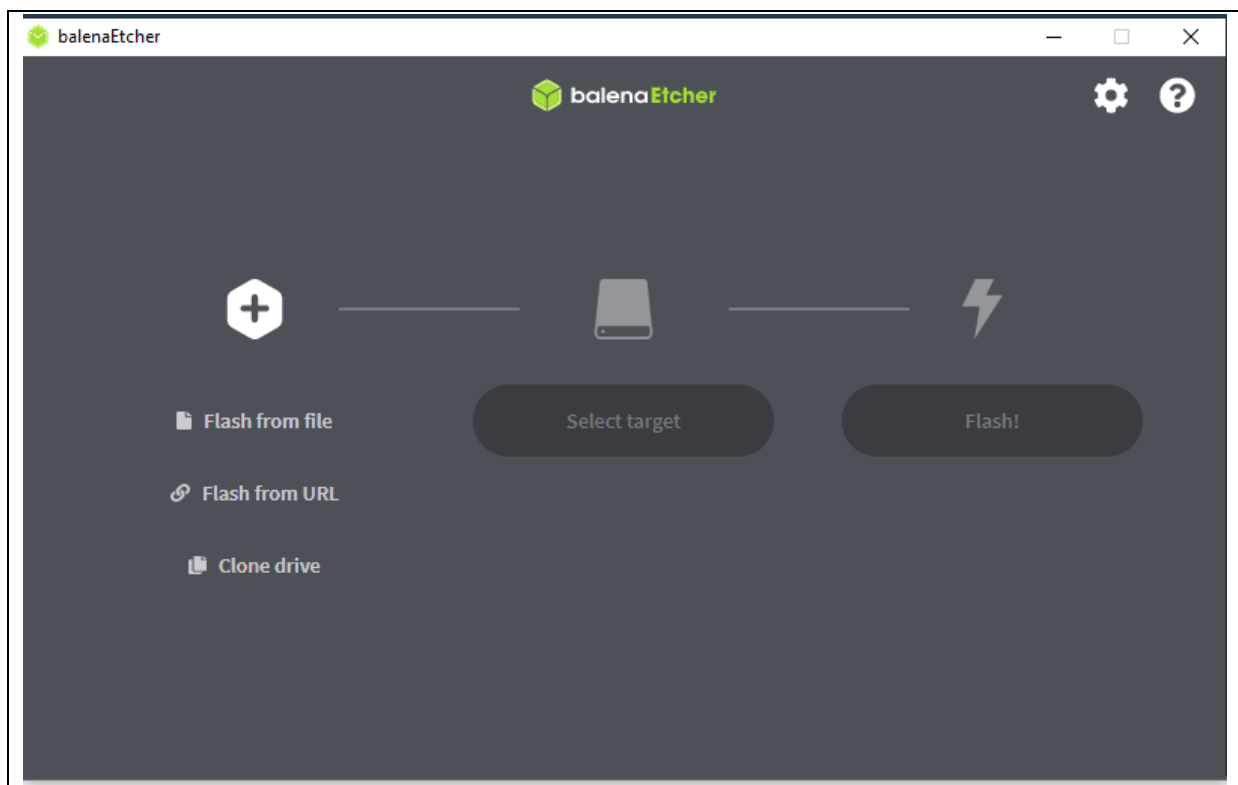 balenaEtcher
balenaEtcher
Flash from file
Select target
Flash!
Flash from URL
Clone drive